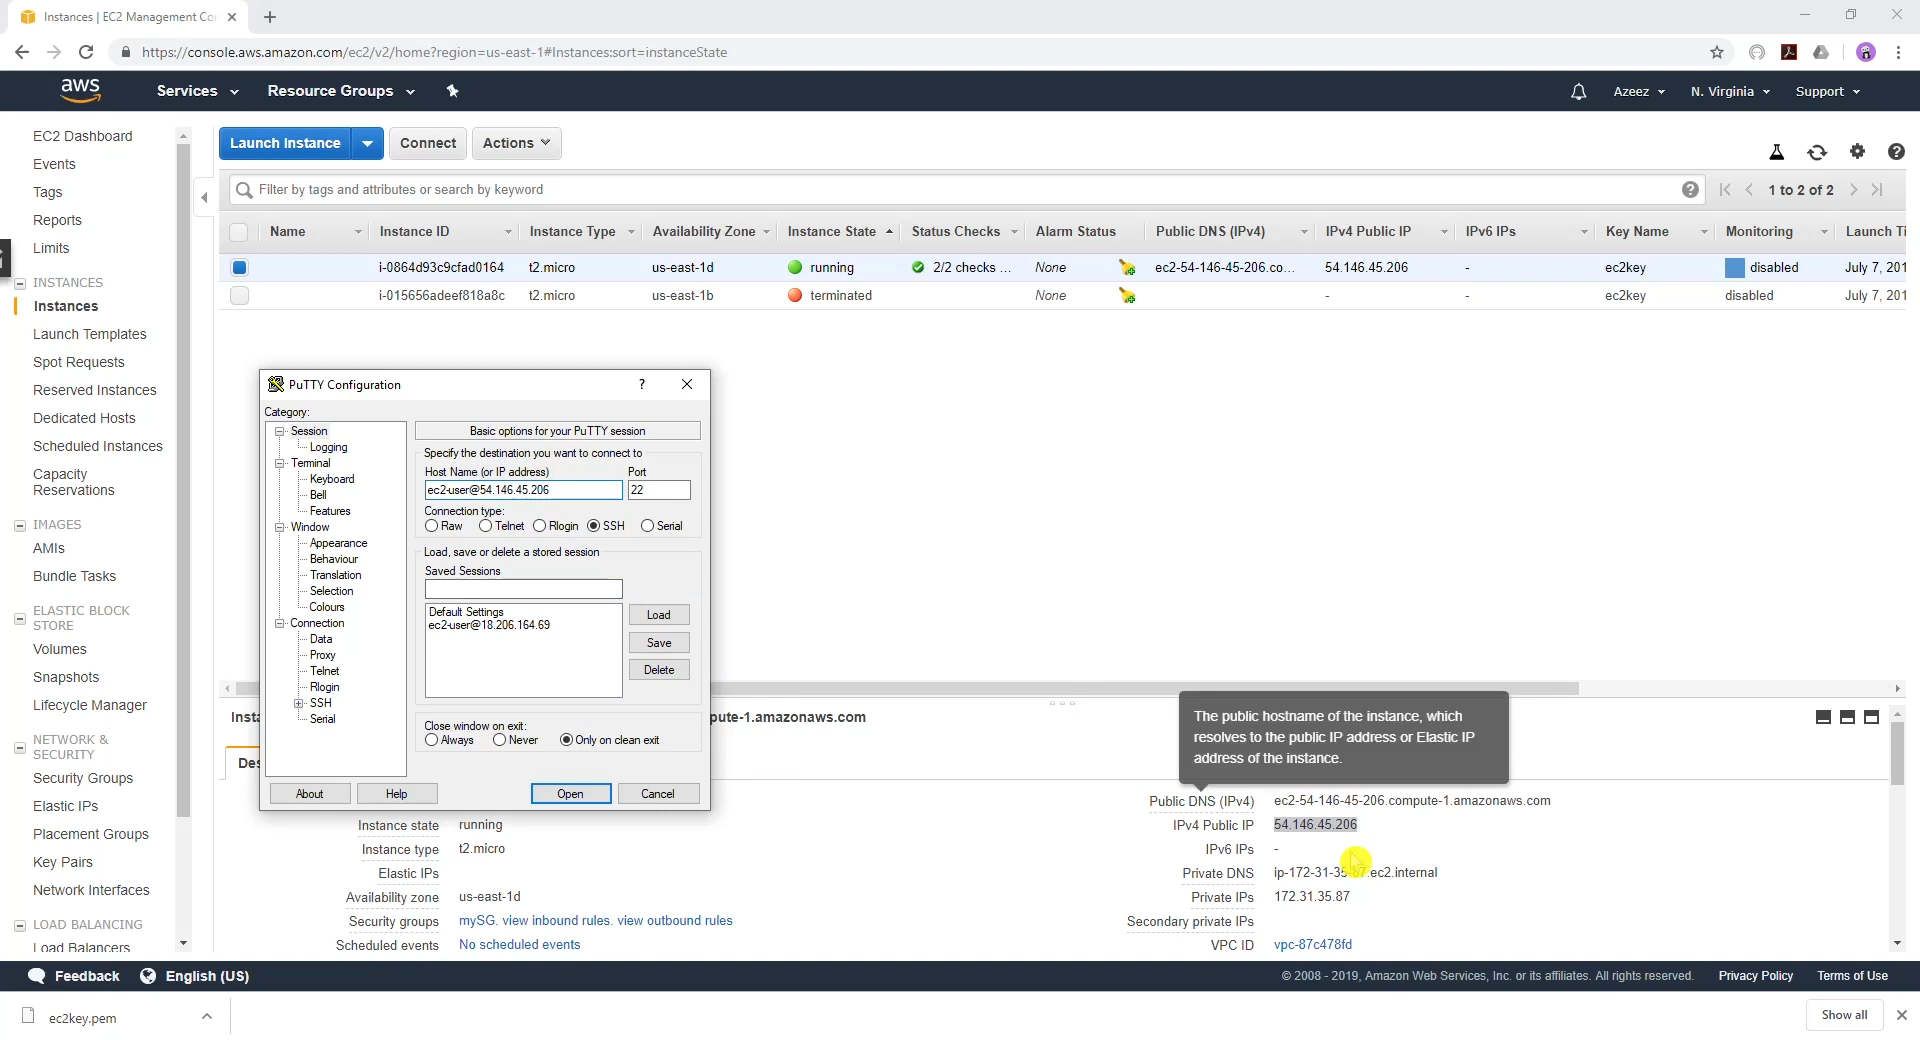 Instances | EC2 Management Co
https://console.aws.amazon.com/ec2/v2/home?region=us-east-1#Instances:sort=instanceState
aws
Services
Resource Groups
Azeez
N. Virginia
Support
EC2 Dashboard
Events
Tags
Reports
Limits
INSTANCES
Instances
Launch Templates
Spot Requests
Reserved Instances
Dedicated Hosts
Scheduled Instances
Capacity
Reservations
IMAGES
AMIs
Bundle Tasks
ELASTIC BLOCK
STORE
Volumes
Snapshots
Lifecycle Manager
NETWORK &
SECURITY
Security Groups
Elastic IPs
Placement Groups
Key Pairs
Network Interfaces
LOAD BALANCING
Load Balancers
Launch Instance
Connect
Actions
Filter by tags and attributes or search by keyword
1 to 2 of 2
Name Instance ID Instance Type Availability Zone Instance State Status Checks Alarm Status Public DNS (IPv4) IPv4 Public IP IPv6 IPs Key Name Monitoring Launch Ti
i-0864d93c9cfad0164 t2.micro us-east-1d running 2/2 checks ... None ec2-54-146-45-206.co... 54.146.45.206 - ec2key disabled July 7, 201
i-015656adeef818a8c t2.micro us-east-1b terminated None - - ec2key disabled July 7, 201
PuTTY Configuration
? 
Category:
Session
Logging
Terminal
Keyboard
Bell
Features
Window
Appearance
Behaviour
Translation
Selection
Colours
Connection
Data
Proxy
Telnet
Rlogin
SSH
Serial
Basic options for your PuTTY session
Specify the destination you want to connect to
Host Name (or IP address) Port
ec2-user@54.146.45.206 22
Connection type:
Raw Telnet Rlogin SSH Serial
Load, save or delete a stored session
Saved Sessions
Default Settings
ec2-user@18.206.164.69
Load
Save
Delete
Close window on exit:
Always Never Only on clean exit
About Help Open Cancel
Insta
pute-1.amazonaws.com
Des
The public hostname of the instance, which
resolves to the public IP address or Elastic IP
address of the instance.
Instance state running
Instance type t2.micro
Elastic IPs
Availability zone us-east-1d
Security groups mySG. view inbound rules. view outbound rules
Scheduled events No scheduled events
Public DNS (IPv4) ec2-54-146-45-206.compute-1.amazonaws.com
IPv4 Public IP 54.146.45.206
IPv6 IPs -
Private DNS ip-172-31-35-87.ec2.internal
Private IPs 172.31.35.87
Secondary private IPs
VPC ID vpc-87c478fd
Feedback
English (US)
© 2008 - 2019, Amazon Web Services, Inc. or its affiliates. All rights reserved. Privacy Policy Terms of Use
ec2key.pem
Show all